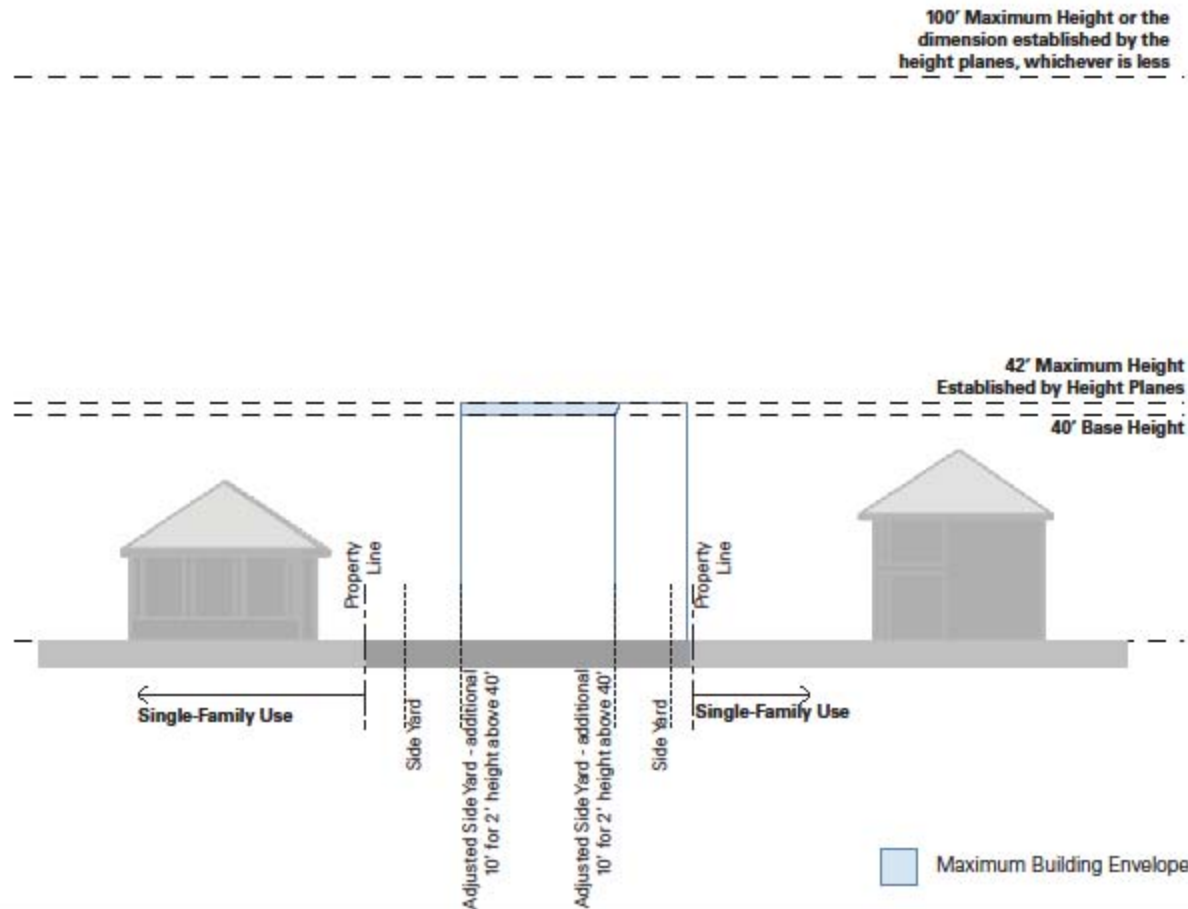 100' Maximum Height or the
dimension established by the
height planes, whichever is less
42' Maximum Height
Established by Height Planes
40' Base Height
Property
Line
Property
Line
Single-Family Use
Side Yard
Adjusted Side Yard - additional
10' for 2' height above 40'
Adjusted Side Yard - additional
10' for 2' height above 40'
Side Yard
Single-Family Use
Maximum Building Envelope